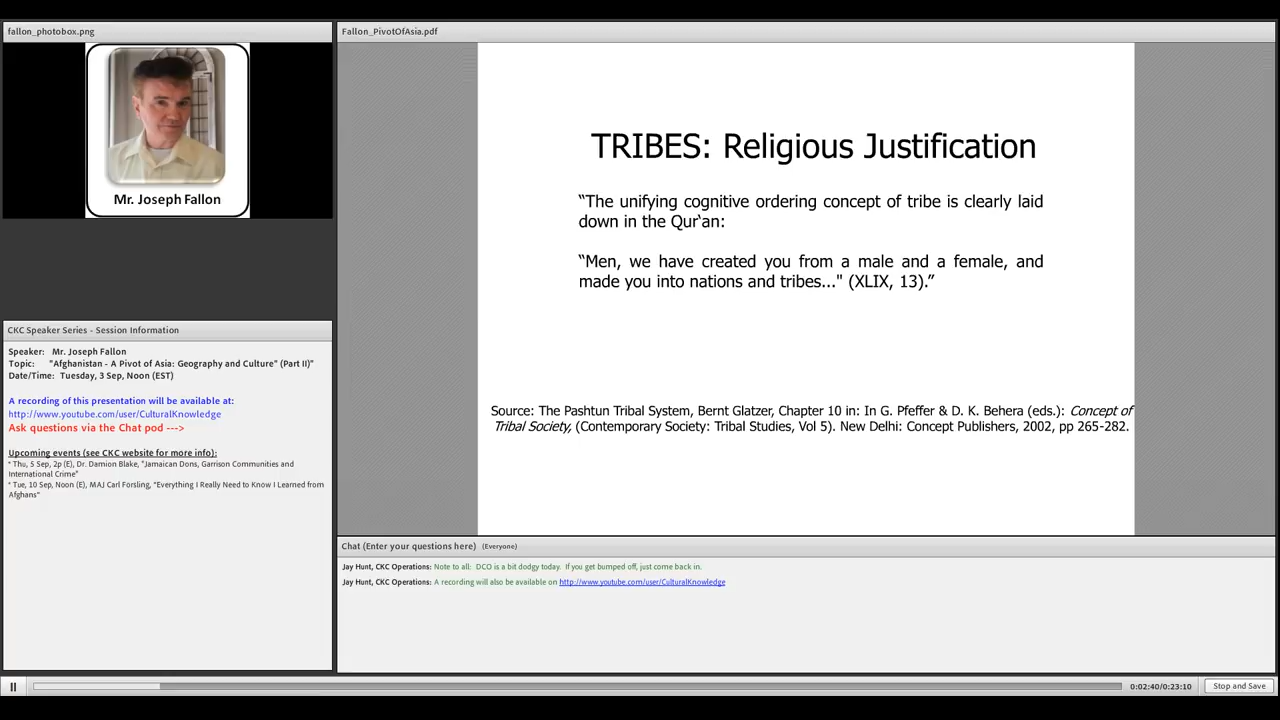 fallon_photobox.png
Mr. Joseph Fallon
CKC Speaker Series - Session Information
Speaker: Mr. Joseph Fallon
Topic: "Afghanistan - A Pivot of Asia: Geography and Culture" (Part II)"
Date/Time: Tuesday, 3 Sep, Noon (EST)
A recording of this presentation will be available at:
http://www.youtube.com/user/CulturalKnowledge
Ask questions via the Chat pod --->
Upcoming events (see CKC website for more info):
* Thu, 5 Sep, 2p (E), Dr. Damion Blake, "Jamaican Dons, Garrison Communities and
International Crime"
* Tue, 10 Sep, Noon (E), MAJ Carl Forsling, "Everything I Really Need to Know I Learned from
Afghans"
Fallon_PivotOfAsia.pdf
TRIBES: Religious Justification
“The unifying cognitive ordering concept of tribe is clearly laid
down in the Qur‘an:
“Men, we have created you from a male and a female, and
made you into nations and tribes..." (XLIX, 13).”
Source: The Pashtun Tribal System, Bernt Glatzer, Chapter 10 in: In G. Pfeffer & D. K. Behera (eds.): Concept of
Tribal Society, (Contemporary Society: Tribal Studies, Vol 5). New Delhi: Concept Publishers, 2002, pp 265-282.
Chat (Enter your questions here) (Everyone)
Jay Hunt, CKC Operations: Note to all: DCO is a bit dodgy today. If you get bumped off, just come back in.
Jay Hunt, CKC Operations: A recording will also be available on http://www.youtube.com/user/CulturalKnowledge
0:02:40/0:23:10
Stop and Save